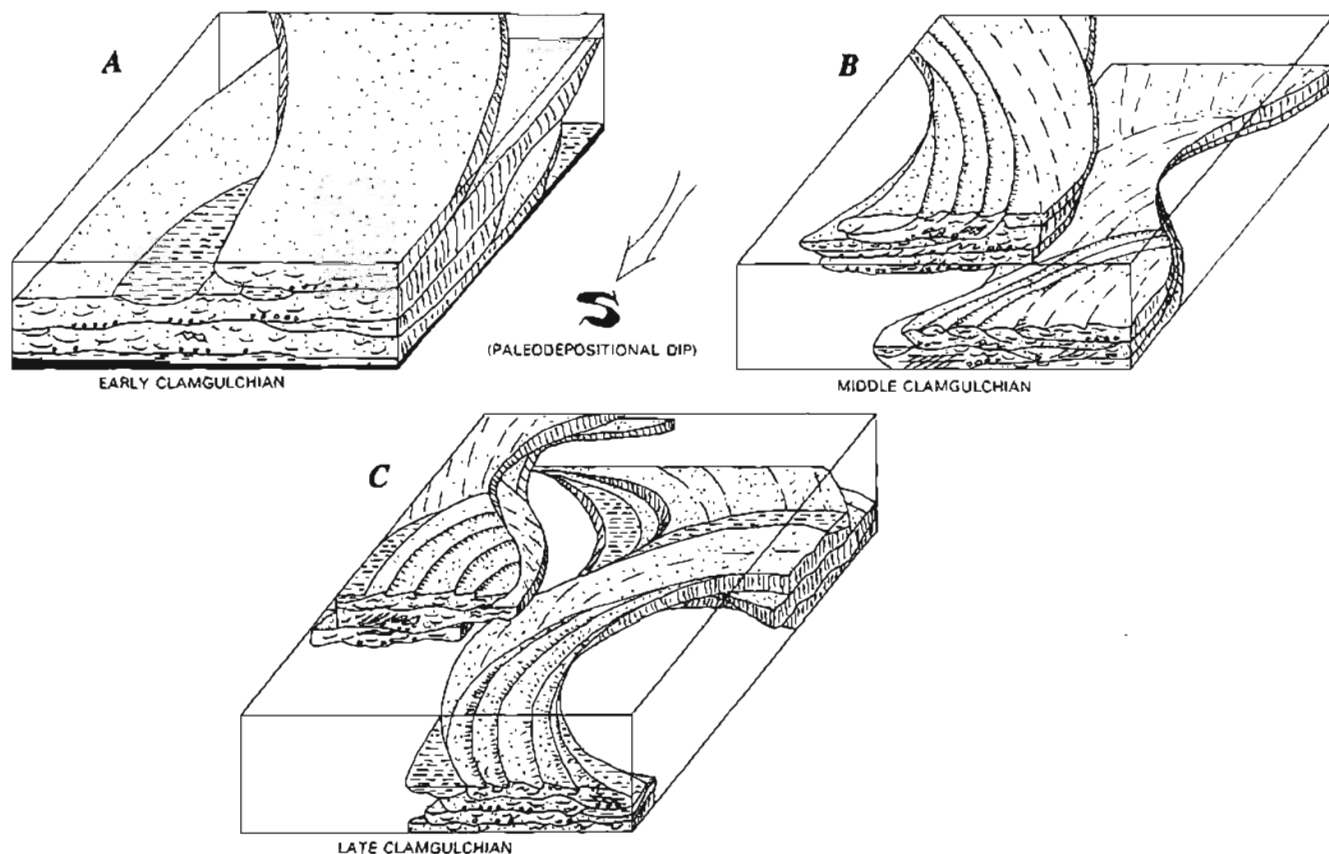 A
B
S
(PALEODEPOSITIONAL DIP)
EARLY CLAMGULCHIAN
MIDDLE CLAMGULCHIAN
C
LATE CLAMGULCHIAN